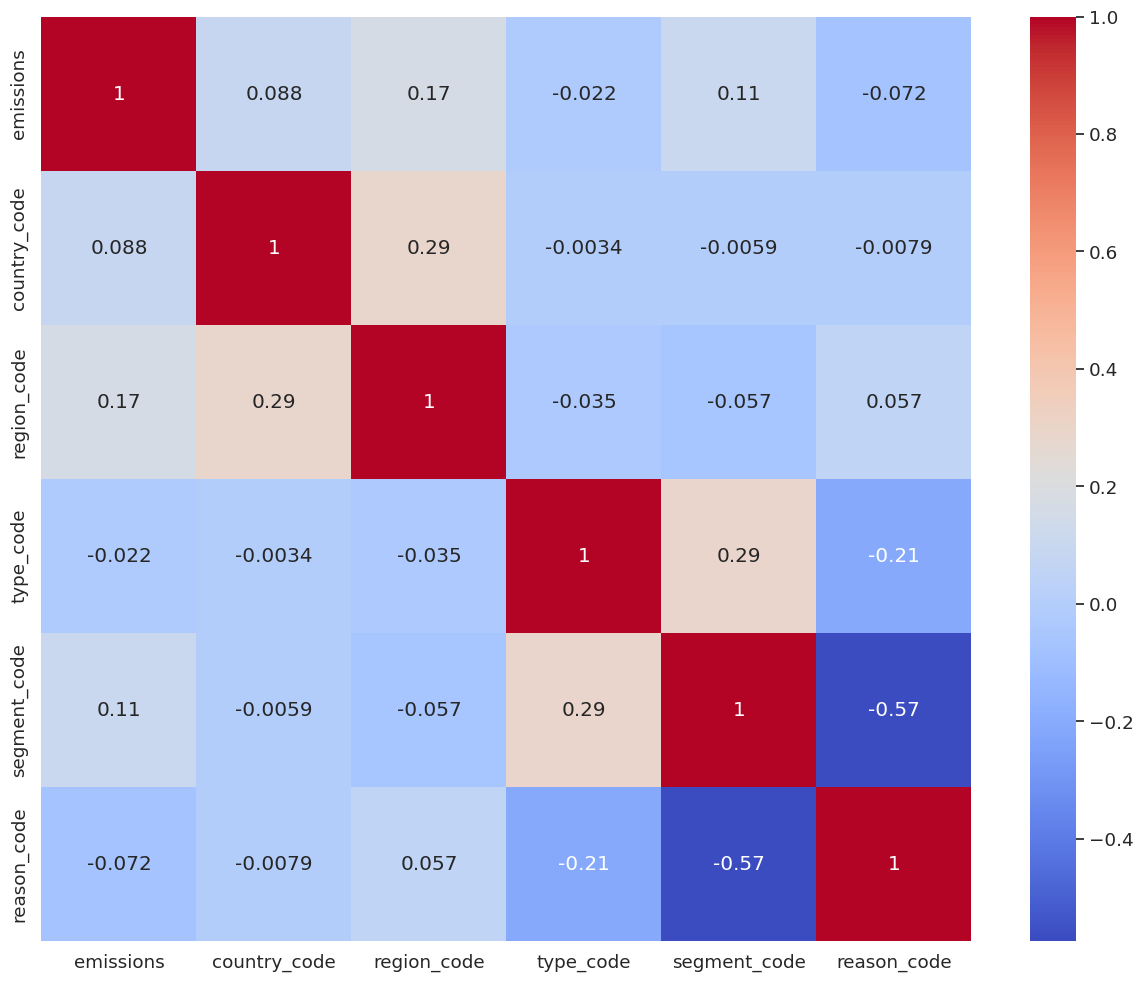 emissions 1 0.088 0.17 -0.022 0.11 -0.072
country_code 0.088 1 0.29 -0.0034 -0.0059 -0.0079
region_code 0.17 0.29 1 -0.035 -0.057 0.057
type_code -0.022 -0.0034 -0.035 1 0.29 -0.21
segment_code 0.11 -0.0059 -0.057 0.29 1 -0.57
reason_code -0.072 -0.0079 0.057 -0.21 -0.57 1
emissions country_code region_code type_code segment_code reason_code
1.0
0.8
0.6
0.4
0.2
0.0
−0.2
−0.4